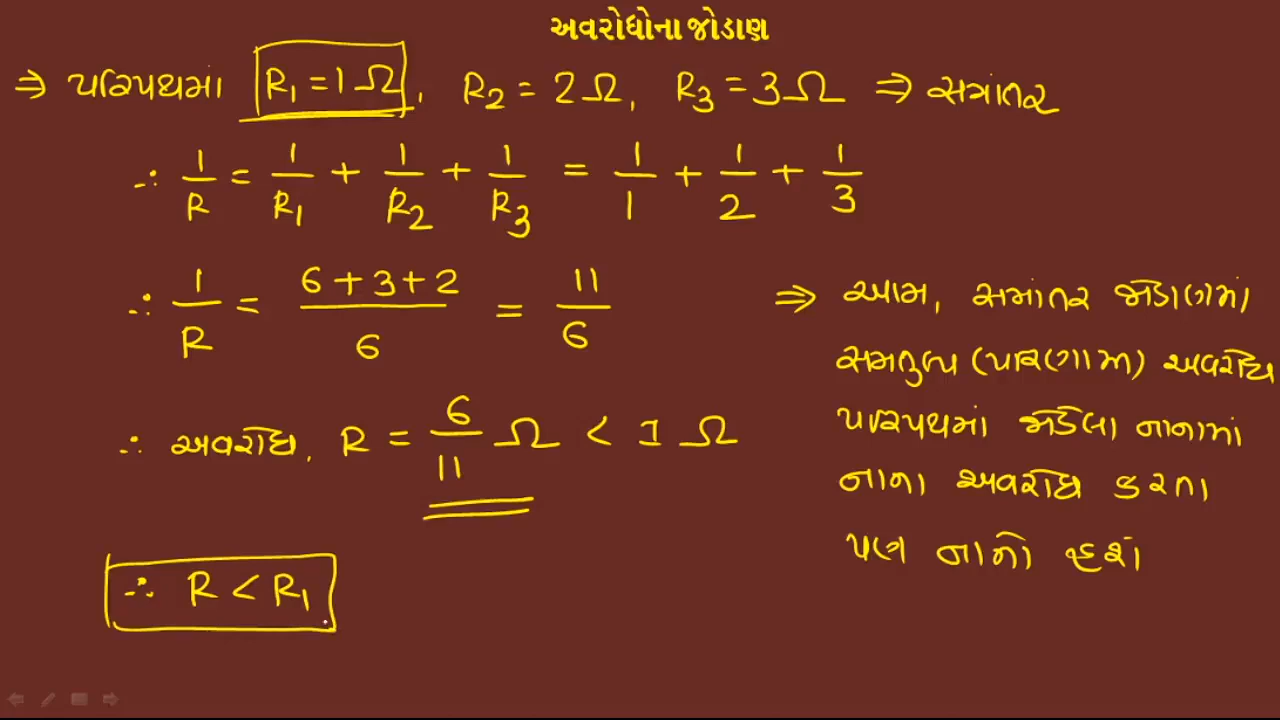 અવરોધોના જોડાણ
⇒ પરિપથમાં R₁ = 1 Ω, R₂ = 2 Ω, R₃ = 3 Ω ⇒ સમાંતર
∴ 1/R = 1/R₁ + 1/R₂ + 1/R₃ = 1/1 + 1/2 + 1/3
∴ 1/R = (6 + 3 + 2)/6 = 11/6
∴ અવરોધ, R = 6/11 Ω < 1 Ω
∴ R < R₁
⇒ આમ, સમાંતર જોડાણમાં
સમતુલ્ય (પરિણામી) અવરોધ
પરિપથમાં જોડેલા નાનામાં
નાના અવરોધ કરતા
પણ નાનો હશે